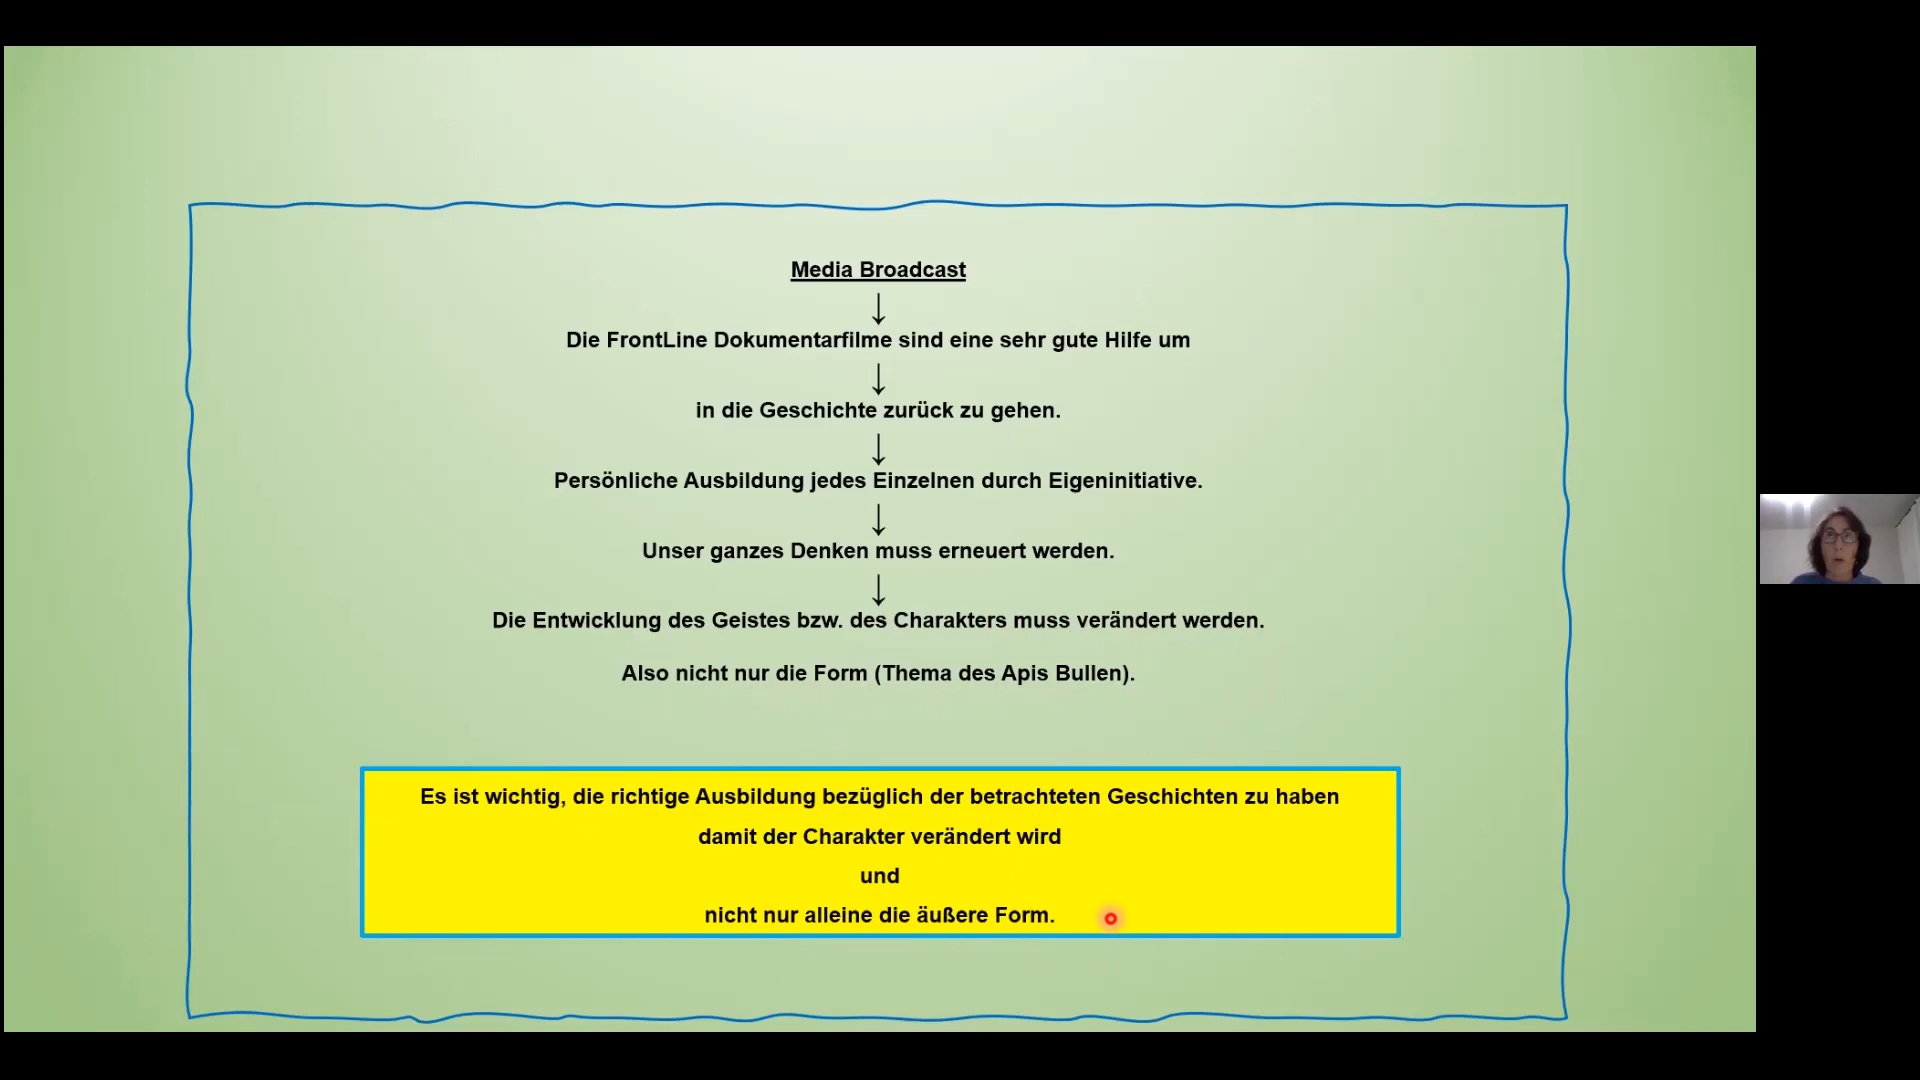 Media Broadcast
↓
Die FrontLine Dokumentarfilme sind eine sehr gute Hilfe um
↓
in die Geschichte zurück zu gehen.
↓
Persönliche Ausbildung jedes Einzelnen durch Eigeninitiative.
↓
Unser ganzes Denken muss erneuert werden.
↓
Die Entwicklung des Geistes bzw. des Charakters muss verändert werden.
Also nicht nur die Form (Thema des Apis Bullen).
Es ist wichtig, die richtige Ausbildung bezüglich der betrachteten Geschichten zu haben
damit der Charakter verändert wird
und
nicht nur alleine die äußere Form.